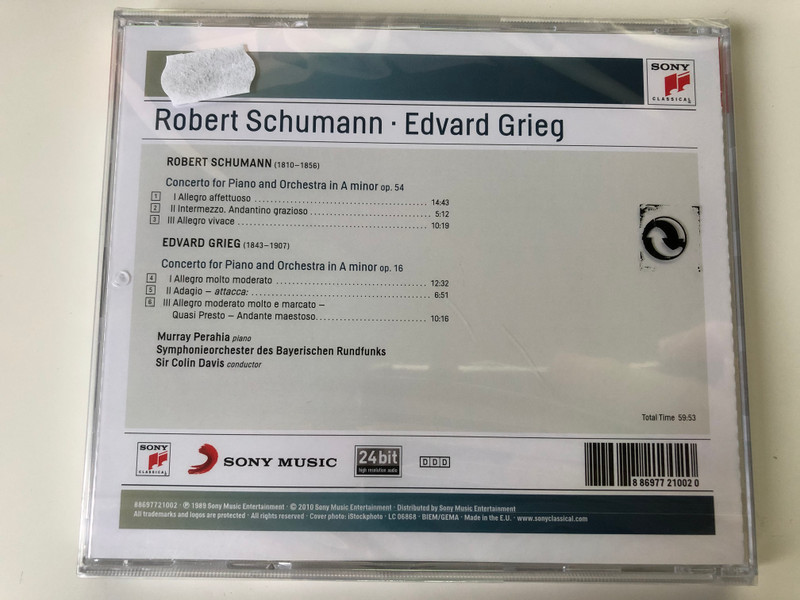 SONY
CLASSICAL
Robert Schumann · Edvard Grieg
ROBERT SCHUMANN (1810–1856)
Concerto for Piano and Orchestra in A minor op. 54
1 I Allegro affettuoso 14:43
2 II Intermezzo. Andantino grazioso 5:12
3 III Allegro vivace 10:19
EDVARD GRIEG (1843–1907)
Concerto for Piano and Orchestra in A minor op. 16
4 I Allegro molto moderato 12:32
5 II Adagio – attacca: 6:51
6 III Allegro moderato molto e marcato –
Quasi Presto – Andante maestoso 10:16
Murray Perahia piano
Symphonieorchester des Bayerischen Rundfunks
Sir Colin Davis conductor
Total Time 59:53
SONY
CLASSICAL
SONY MUSIC
24bit
high resolution audio
DDD
8 86977 21002 0
88697721002 · ℗ 1989 Sony Music Entertainment · © 2010 Sony Music Entertainment · Distributed by Sony Music Entertainment
All trademarks and logos are protected · All rights reserved · Cover photo: iStockphoto · LC 06868 · BIEM/GEMA · Made in the E.U. · www.sonyclassical.com